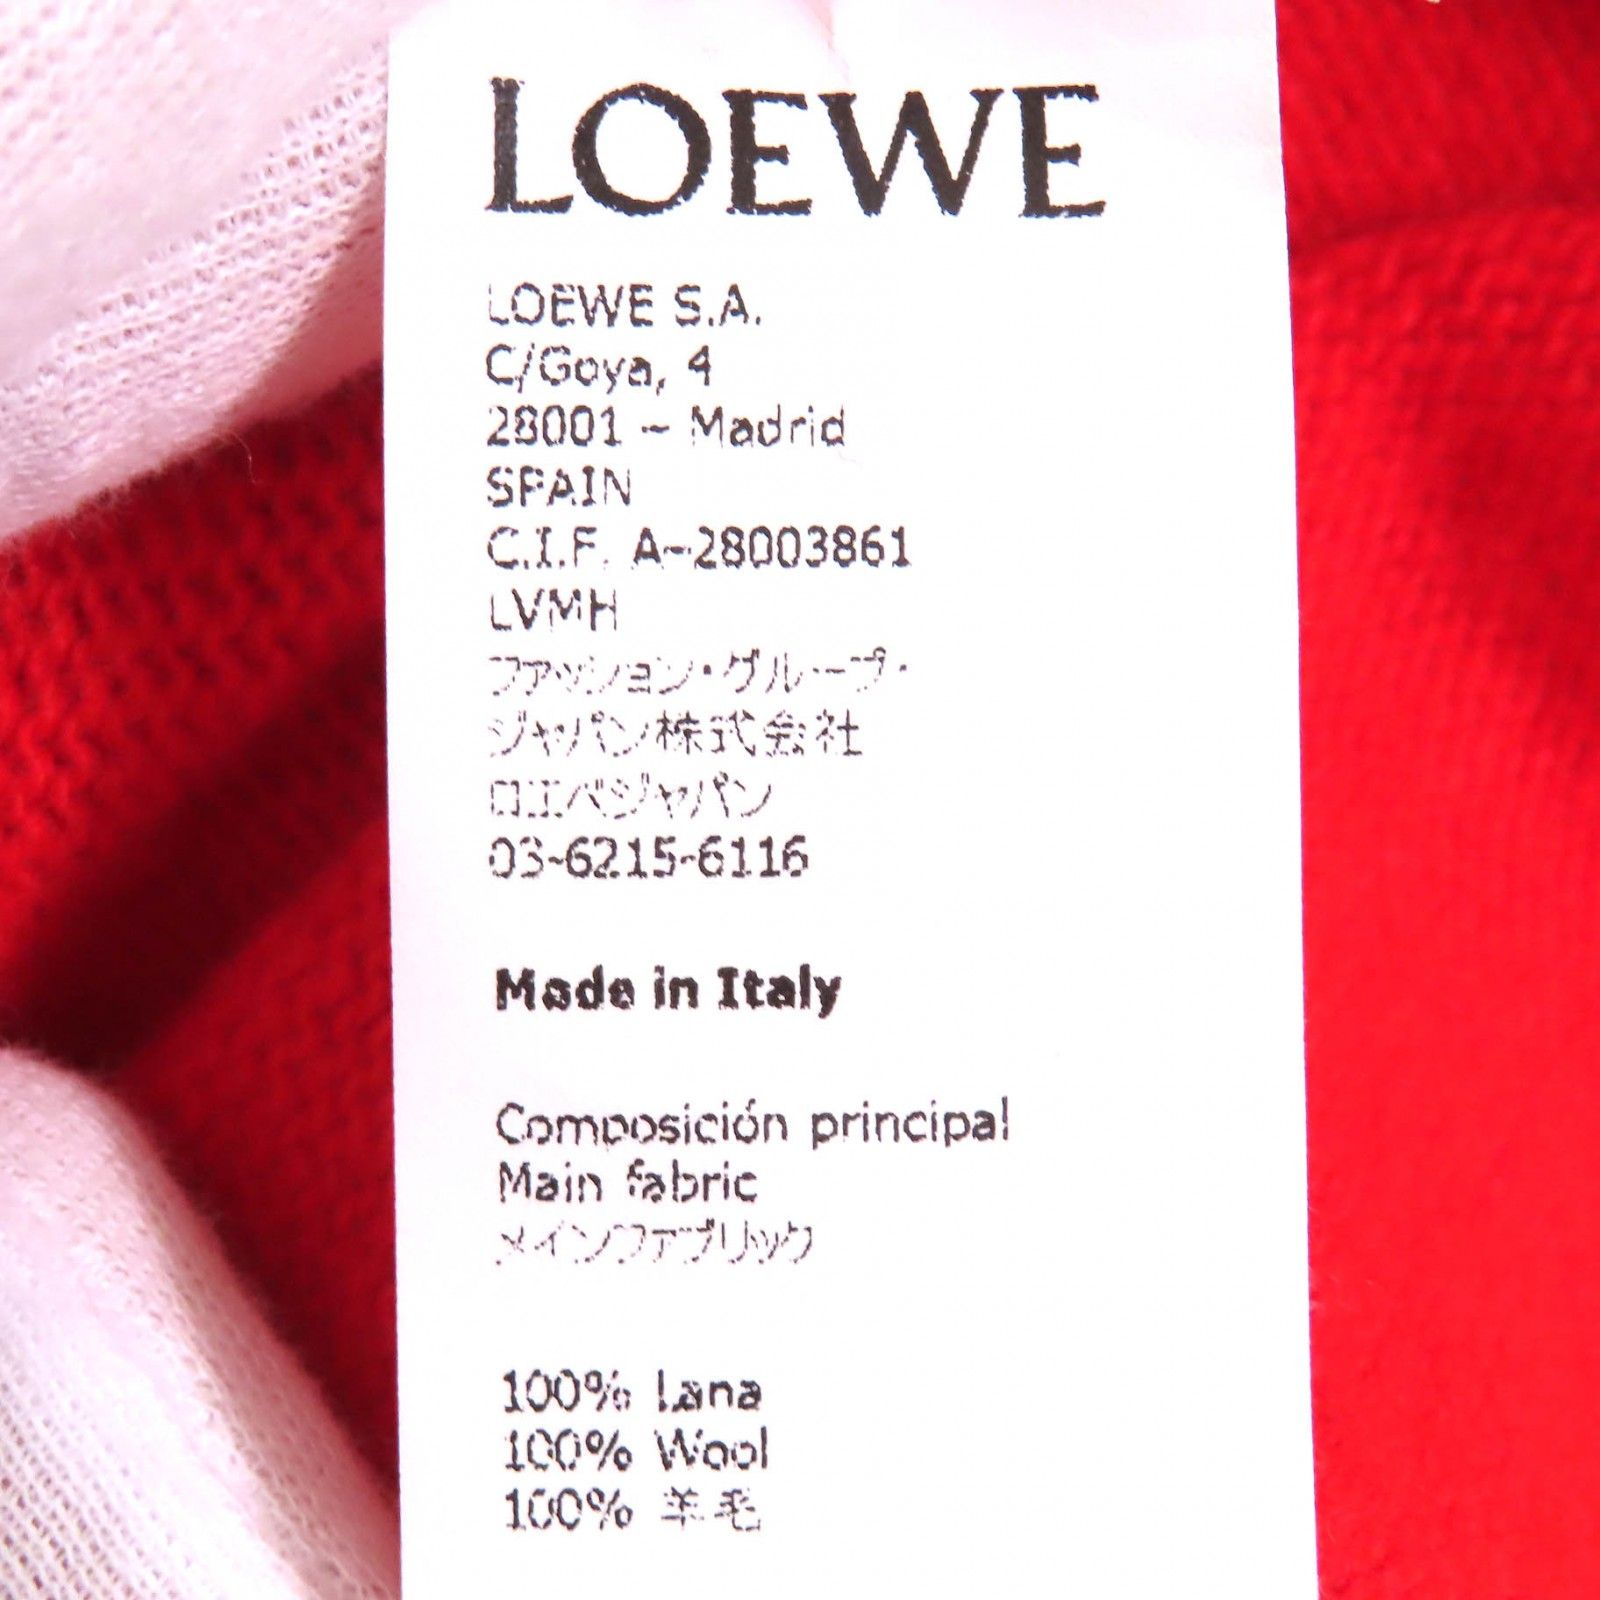 LOEWE
LOEWE S.A.
C/Goya, 4
28001 - Madrid
SPAIN
C.I.F. A-28003861
LVMH
ファッション・グループ・
ジャパン株式会社
ロエベジャパン
03-6215-6116
Made in Italy
Composición principal
Main fabric
メインファブリック
100% Lana
100% Wool
100% 羊毛